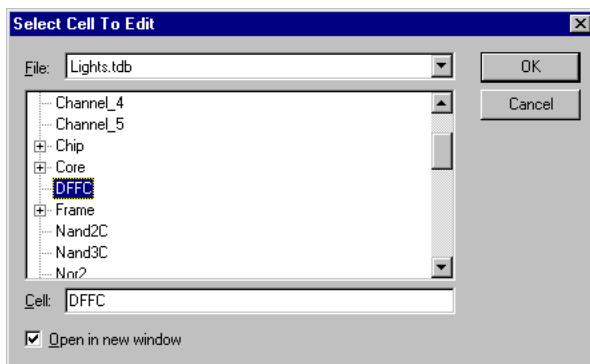 Select Cell To Edit
File: Lights.tdb
OK
Channel_4
Cancel
Channel_5
Chip
Core
DFFC
Frame
Nand2C
Nand3C
Nor2
Cell: DFFC
Open in new window